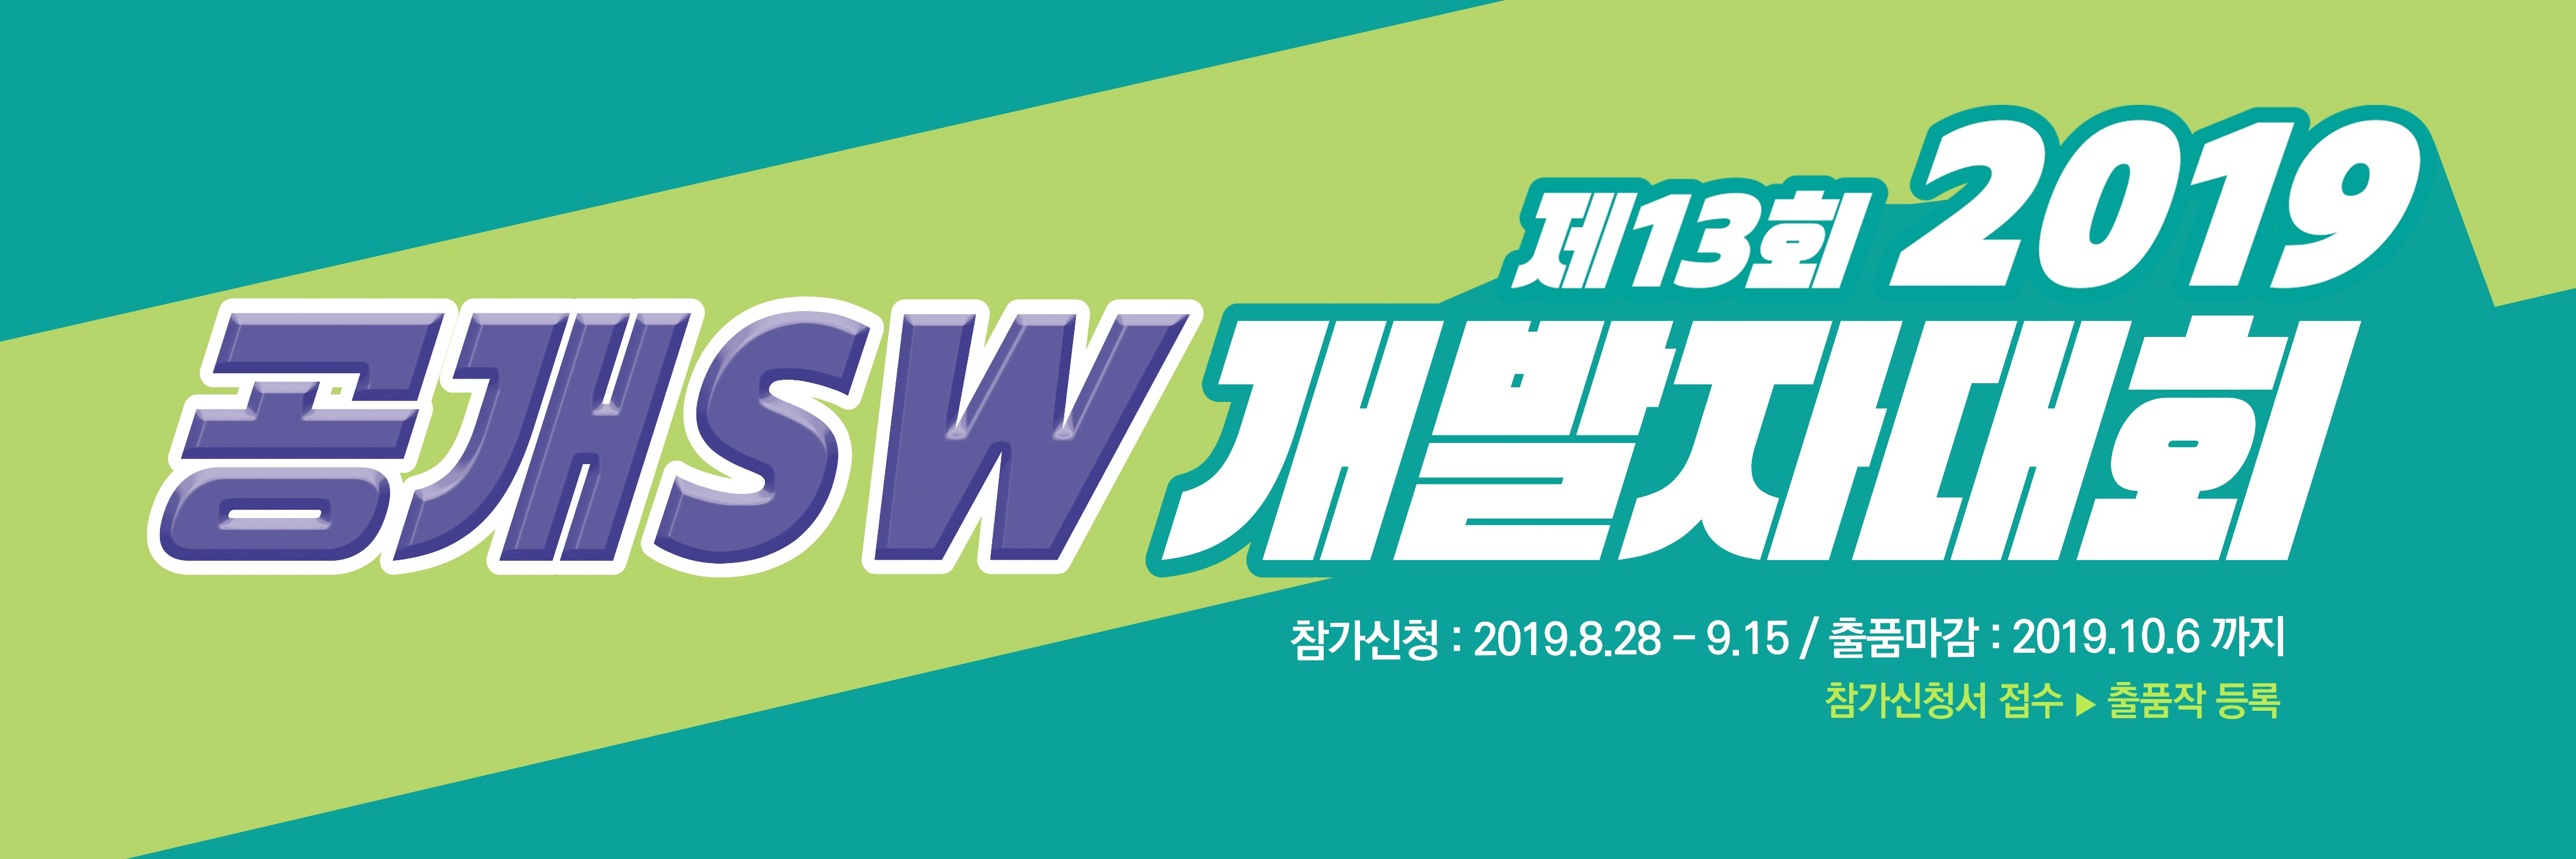 제13회 2019
공개SW 개발자대회
참가신청 : 2019.8.28 - 9.15 / 출품마감 : 2019.10.6 까지
참가신청서 접수 ▶ 출품작 등록